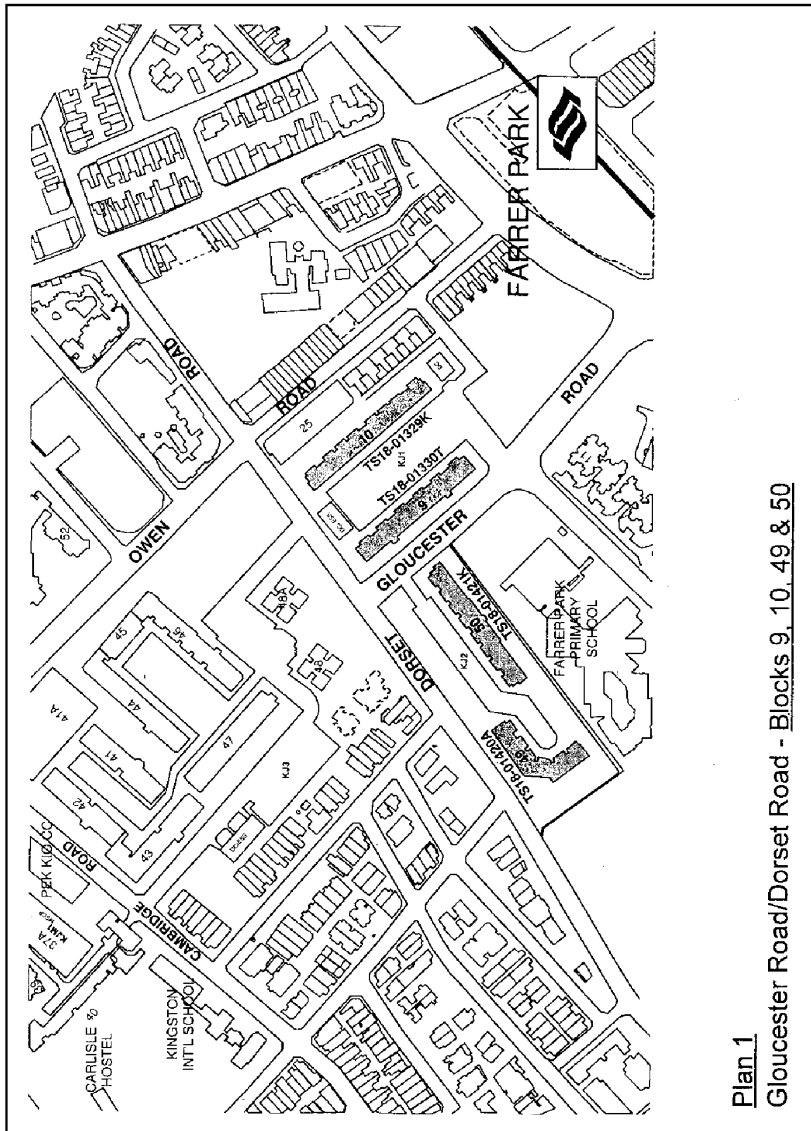 CARLISLE
HOSTEL
KINGSTON
INT'L SCHOOL
37A
KJM1
PEK KIO CC
ROAD
CAMBRIDGE
42
43
41
44
41A
45
46
47
KJ3
48
48A
52
OWEN
ROAD
DORSET
GLOUCESTER
ROAD
25
10
TS18-01329K
KJ1
TS18-01330T
9
50
TS18-01421K
KJ2
49
TS18-01420A
FARRER PARK
PRIMARY
SCHOOL
ROAD
FARRER PARK
Plan 1
Gloucester Road/Dorset Road - Blocks 9, 10, 49 & 50